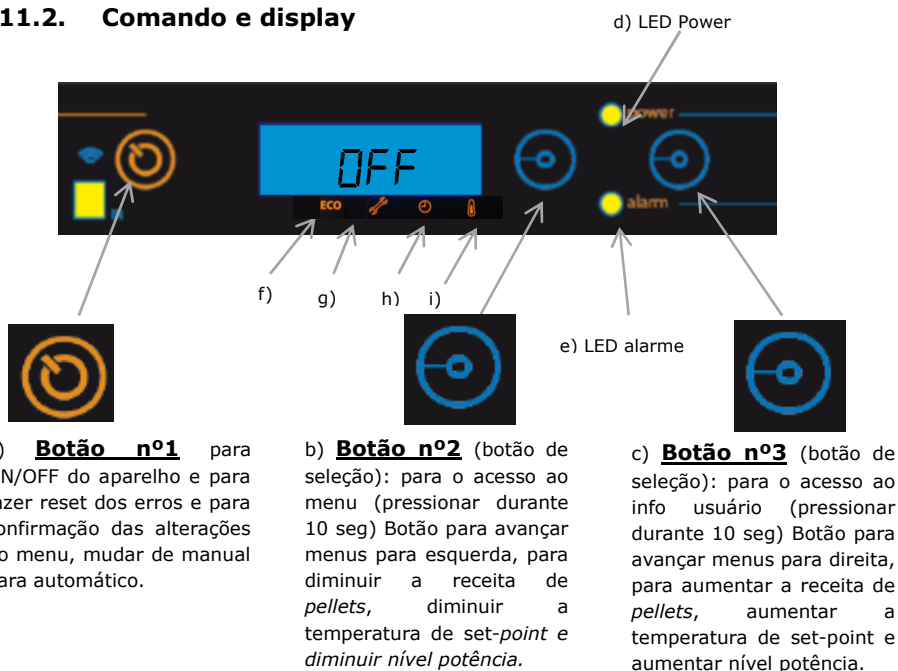 11.2. Comando e display
d) LED Power
power
OFF
ECO
alarm
f) g) h) i)
e) LED alarme
) Botão nº1 para
N/OFF do aparelho e para
azer reset dos erros e para
onfirmação das alterações
o menu, mudar de manual
ara automático.
b) Botão nº2 (botão de
seleção): para o acesso ao
menu (pressionar durante
10 seg) Botão para avançar
menus para esquerda, para
diminuir a receita de
pellets, diminuir a
temperatura de set-point e
diminuir nível potência.
c) Botão nº3 (botão de
seleção): para o acesso ao
info usuário (pressionar
durante 10 seg) Botão para
avançar menus para direita,
para aumentar a receita de
pellets, aumentar a
temperatura de set-point e
aumentar nível potência.